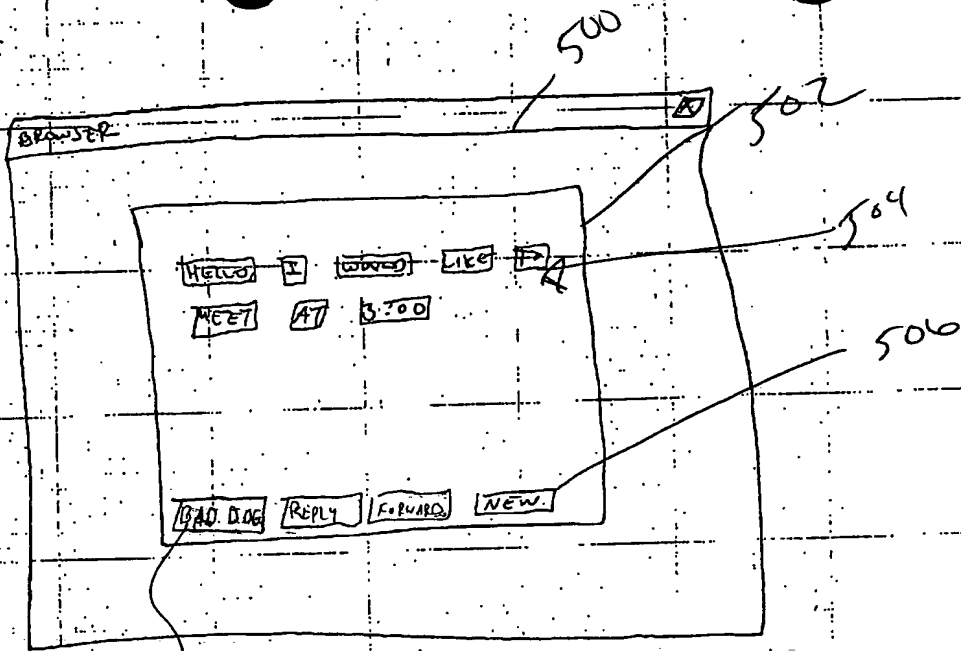 500
502
BROWSER X
504
HELLO, I WOULD LIKE TO
MEET AT 3:00
506
BAD DOG REPLY FORWARD NEW.